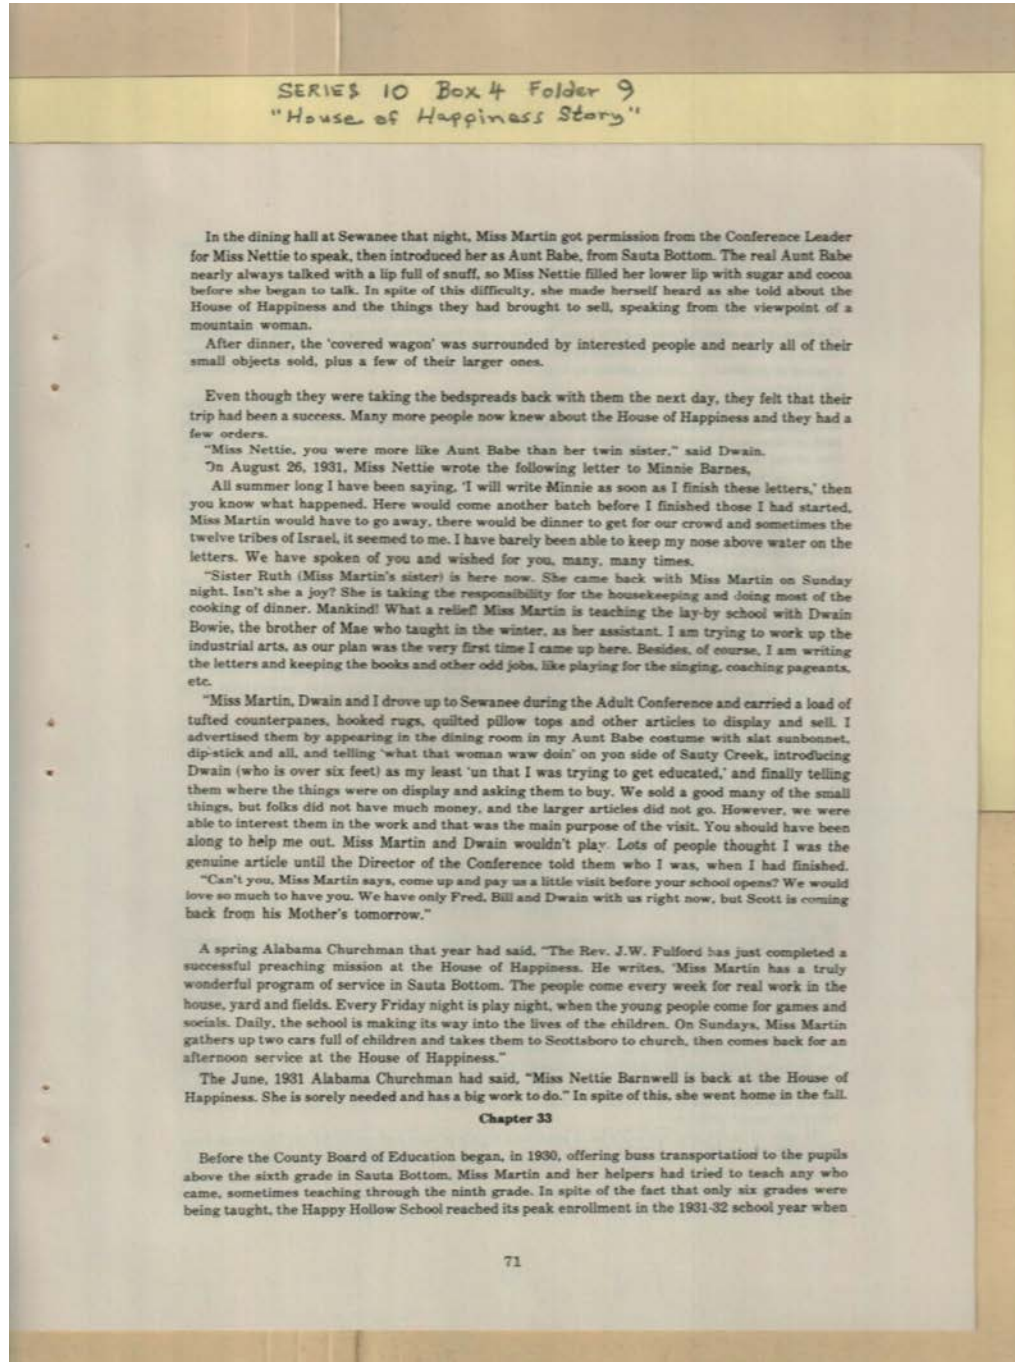 SERIES 10 Box 4 Folder 9
"House of Happiness Story"
In the dining hall at Sewanee that night, Miss Martin got permission from the Conference Leader
for Miss Nettie to speak, then introduced her as Aunt Babe, from Sauta Bottom. The real Aunt Babe
nearly always talked with a lip full of snuff, so Miss Nettie filled her lower lip with sugar and cocoa
before she began to talk. In spite of this difficulty, she made herself heard as she told about the
House of Happiness and the things they had brought to sell, speaking from the viewpoint of a
mountain woman.
After dinner, the 'covered wagon' was surrounded by interested people and nearly all of their
small objects sold, plus a few of their larger ones.
Even though they were taking the bedspreads back with them the next day, they felt that their
trip had been a success. Many more people now knew about the House of Happiness and they had a
few orders.
"Miss Nettie, you were more like Aunt Babe than her twin sister," said Dwain.
On August 26, 1931, Miss Nettie wrote the following letter to Minnie Barnes,
All summer long I have been saying, 'I will write Minnie as soon as I finish these letters,' then
you know what happened. Here would come another batch before I finished those I had started,
Miss Martin would have to go away, there would be dinner to get for our crowd and sometimes the
twelve tribes of Israel, it seemed to me. I have barely been able to keep my nose above water on the
letters. We have spoken of you and wished for you, many, many times.
"Sister Ruth (Miss Martin's sister) is here now. She came back with Miss Martin on Sunday
night. Isn't she a joy? She is taking the responsibility for the housekeeping and doing most of the
cooking of dinner. Mankind! What a relief! Miss Martin is teaching the lay-by school with Dwain
Bowie, the brother of Mae who taught in the winter, as her assistant. I am trying to work up the
industrial arts, as our plan was the very first time I came up here. Besides, of course, I am writing
the letters and keeping the books and other odd jobs, like playing for the singing, coaching pageants,
etc.
"Miss Martin, Dwain and I drove up to Sewanee during the Adult Conference and carried a load of
tufted counterpanes, hooked rugs, quilted pillow tops and other articles to display and sell. I
advertised them by appearing in the dining room in my Aunt Babe costume with slat sunbonnet,
dip-stick and all, and telling 'what that woman waw doin' on yon side of Sauty Creek, introducing
Dwain (who is over six feet) as my least 'un that I was trying to get educated,' and finally telling
them where the things were on display and asking them to buy. We sold a good many of the small
things, but folks did not have much money, and the larger articles did not go. However, we were
able to interest them in the work and that was the main purpose of the visit. You should have been
along to help me out. Miss Martin and Dwain wouldn't play. Lots of people thought I was the
genuine article until the Director of the Conference told them who I was, when I had finished.
"Can't you, Miss Martin says, come up and pay us a little visit before your school opens? We would
love so much to have you. We have only Fred, Bill and Dwain with us right now, but Scott is coming
back from his Mother's tomorrow."
A spring Alabama Churchman that year had said, "The Rev. J.W. Fulford has just completed a
successful preaching mission at the House of Happiness. He writes, 'Miss Martin has a truly
wonderful program of service in Sauta Bottom. The people come every week for real work in the
house, yard and fields. Every Friday night is play night, when the young people come for games and
socials. Daily, the school is making its way into the lives of the children. On Sundays, Miss Martin
gathers up two cars full of children and takes them to Scottsboro to church, then comes back for an
afternoon service at the House of Happiness."
The June, 1931 Alabama Churchman had said, "Miss Nettie Barnwell is back at the House of
Happiness. She is sorely needed and has a big work to do." In spite of this, she went home in the fall.
Chapter 33
Before the County Board of Education began, in 1930, offering buss transportation to the pupils
above the sixth grade in Sauta Bottom, Miss Martin and her helpers had tried to teach any who
came, sometimes teaching through the ninth grade. In spite of the fact that only six grades were
being taught, the Happy Hollow School reached its peak enrollment in the 1931-32 school year when
71